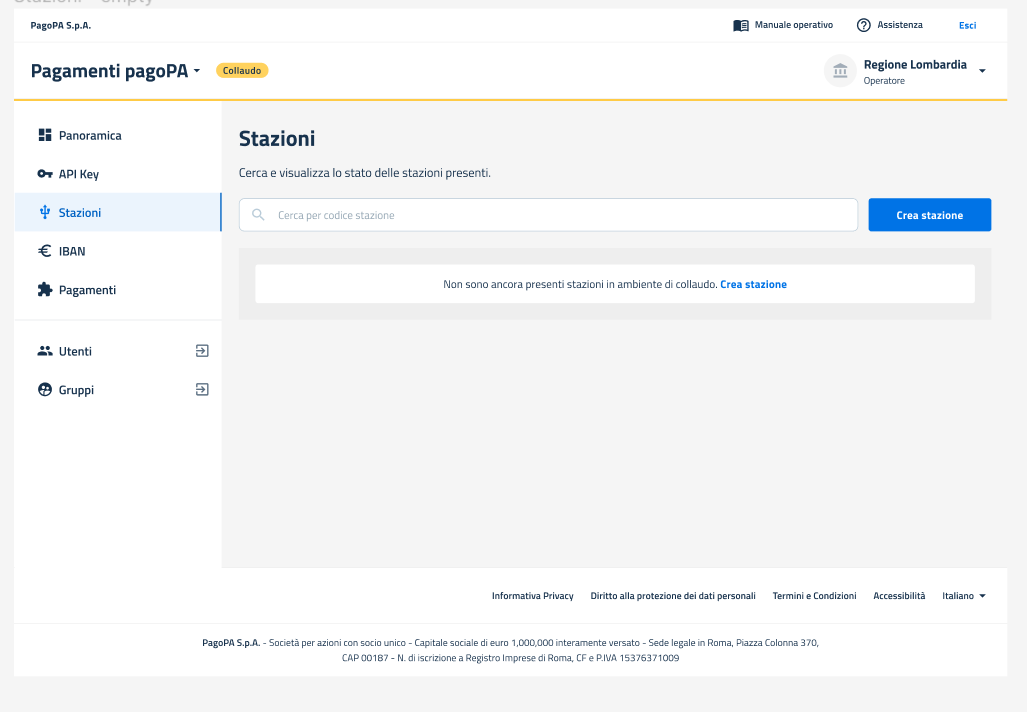 Stazioni - empty
PagoPA S.p.A.
Manuale operativo
Assistenza
Esci
Pagamenti pagoPA
Collaudo
Regione Lombardia
Operatore
Panoramica
API Key
Stazioni
IBAN
Pagamenti
Utenti
Gruppi
Stazioni
Cerca e visualizza lo stato delle stazioni presenti.
Cerca per codice stazione
Crea stazione
Non sono ancora presenti stazioni in ambiente di collaudo. Crea stazione
Informativa Privacy
Diritto alla protezione dei dati personali
Termini e Condizioni
Accessibilità
Italiano
PagoPA S.p.A. - Società per azioni con socio unico - Capitale sociale di euro 1,000,000 interamente versato - Sede legale in Roma, Piazza Colonna 370,
CAP 00187 - N. di iscrizione a Registro Imprese di Roma, CF e P.IVA 15376371009